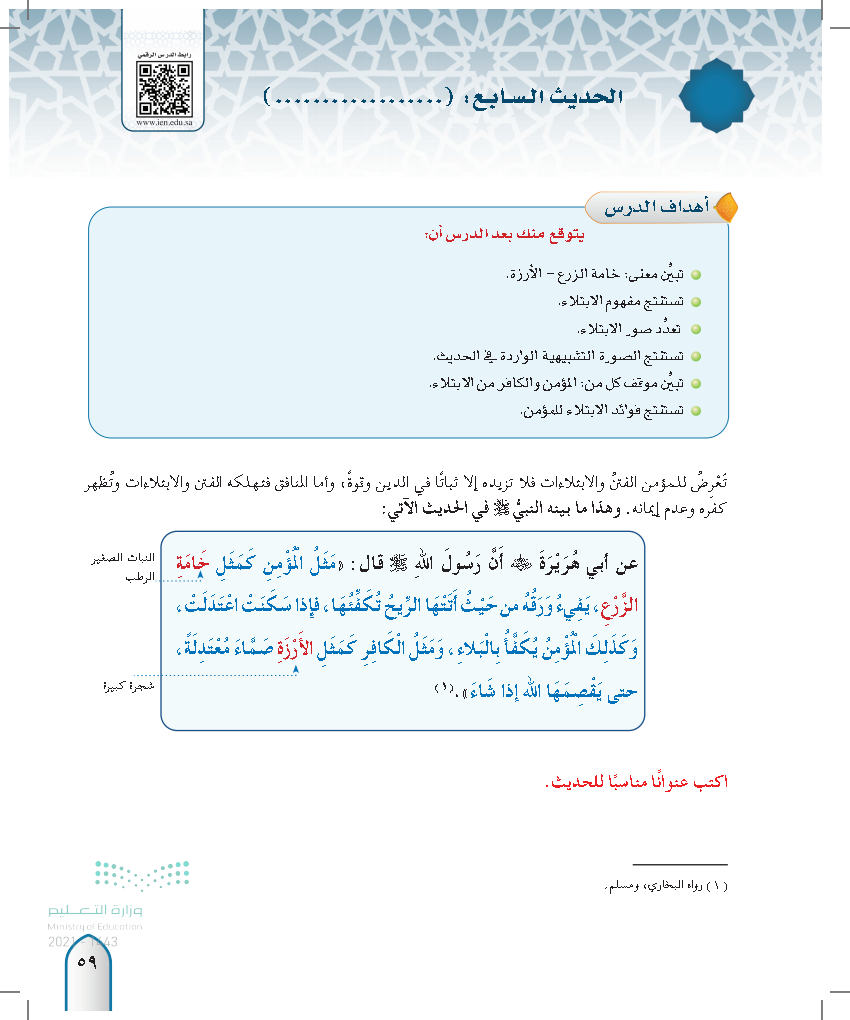 رابط الدرس الرقمي
www.ien.edu.sa
الحديث السابع: (..................)
أهداف الدرس
يتوقع منك بعد الدرس أن:
تبيُّن معنى: خامة الزرع - الأرزة.
تستنتج مفهوم الابتلاء.
تعدُّد صور الابتلاء.
تستنتج الصورة التشبيهية الواردة في الحديث.
تبيُّن موقف كل من: المؤمن والكافر من الابتلاء.
تستنتج فوائد الابتلاء للمؤمن.
تَعْرِضُ للمؤمن الفتنُ والابتلاءات فلا تزيده إلا ثباتًا في الدين وقوةً، وأما المنافق فتهلكه الفتن والابتلاءات وتُظهر
كفره وعدم إيمانه. وهذا ما بينه النبيُّ ﷺ في الحديث الآتي:
عن أبي هُرَيْرَةَ رضي الله عنه أَنَّ رَسُولَ اللهِ ﷺ قال: «مَثَلُ الْمُؤْمِنِ كَمَثَلِ خَامَةِ
الزَّرْعِ، يَفِيءُ وَرَقُهُ من حَيْثُ أَتَتْهَا الرِّيحُ تُكَفِّئُهَا، فإذا سَكَنَتْ اعْتَدَلَتْ،
وَكَذَلِكَ الْمُؤْمِنُ يُكَفَّأُ بِالْبَلاءِ، وَمَثَلُ الْكَافِرِ كَمَثَلِ الأَرْزَةِ صَمَّاءَ مُعْتَدِلَةً،
حتى يَقْصِمَهَا الله إذا شَاءَ».(١)
النبات الصغير
الرطب
شجرة كبيرة
اكتب عنوانًا مناسبًا للحديث.
(١) رواه البخاري، ومسلم.
وزارة التعليم
Ministry of Education
2021 - 1443
٥٩